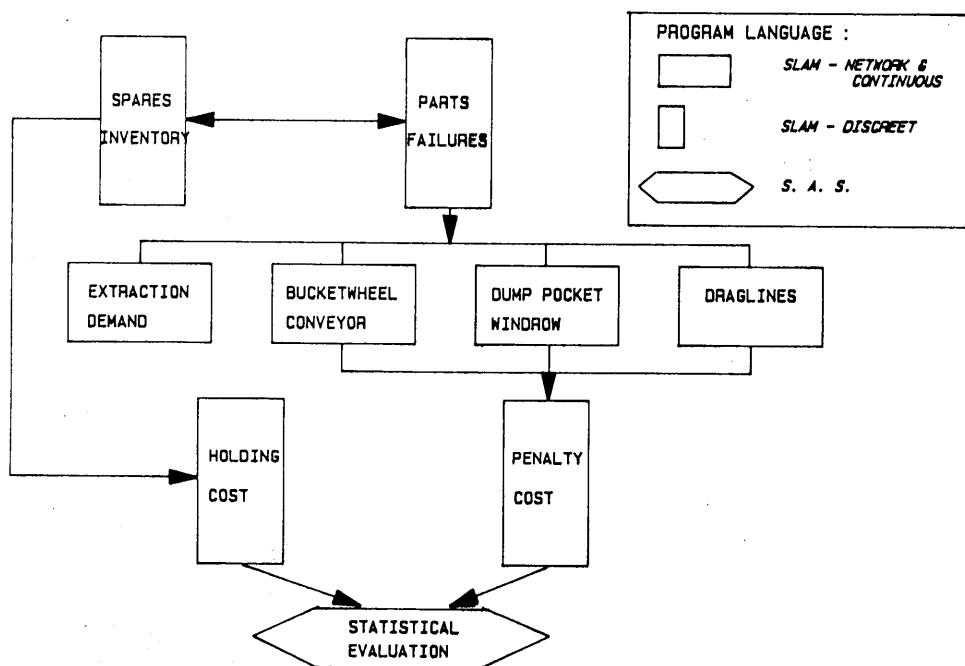 PROGRAM LANGUAGE :
SLAM - NETWORK &
CONTINUOUS
SLAM - DISCREET
S. A. S.
SPARES
INVENTORY
PARTS
FAILURES
EXTRACTION
DEMAND
BUCKETWHEEL
CONVEYOR
DUMP POCKET
WINDROW
DRAGLINES
HOLDING
COST
PENALTY
COST
STATISTICAL
EVALUATION